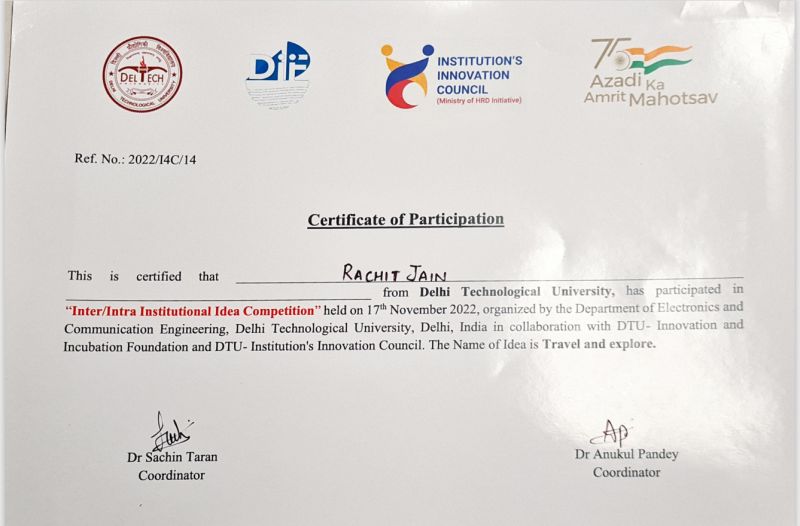 DELTECH
DELHI TECHNOLOGICAL UNIVERSITY
INSTITUTION'S
INNOVATION
COUNCIL
(Ministry of HRD Initiative)
75
Azadi Ka
Amrit Mahotsav
Ref. No.: 2022/I4C/14
Certificate of Participation
This is certified that RACHIT JAIN
from Delhi Technological University, has participated in
"Inter/Intra Institutional Idea Competition" held on 17th November 2022, organized by the Department of Electronics and
Communication Engineering, Delhi Technological University, Delhi, India in collaboration with DTU- Innovation and
Incubation Foundation and DTU- Institution's Innovation Council. The Name of Idea is Travel and explore.
Dr Sachin Taran
Coordinator
Dr Anukul Pandey
Coordinator